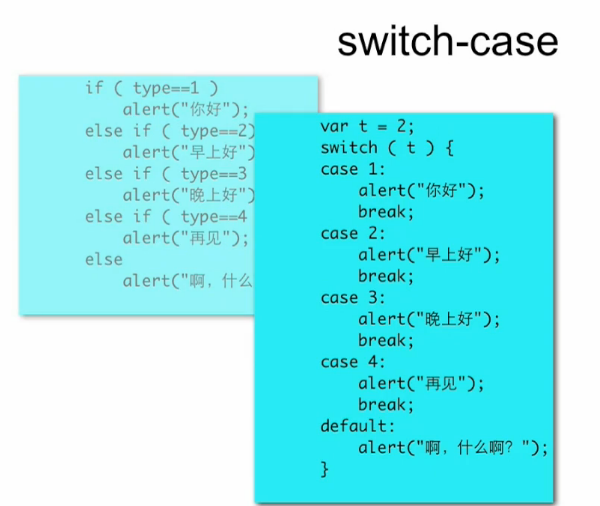 switch-case
if ( type==1 )
alert("你好");
else if ( type==2)
alert("早上好")
else if ( type==3
alert("晚上好")
else if ( type==4
alert("再见");
else
alert("啊，什么
var t = 2;
switch ( t ) {
case 1:
alert("你好");
break;
case 2:
alert("早上好");
break;
case 3:
alert("晚上好");
break;
case 4:
alert("再见");
break;
default:
alert("啊，什么啊？");
}